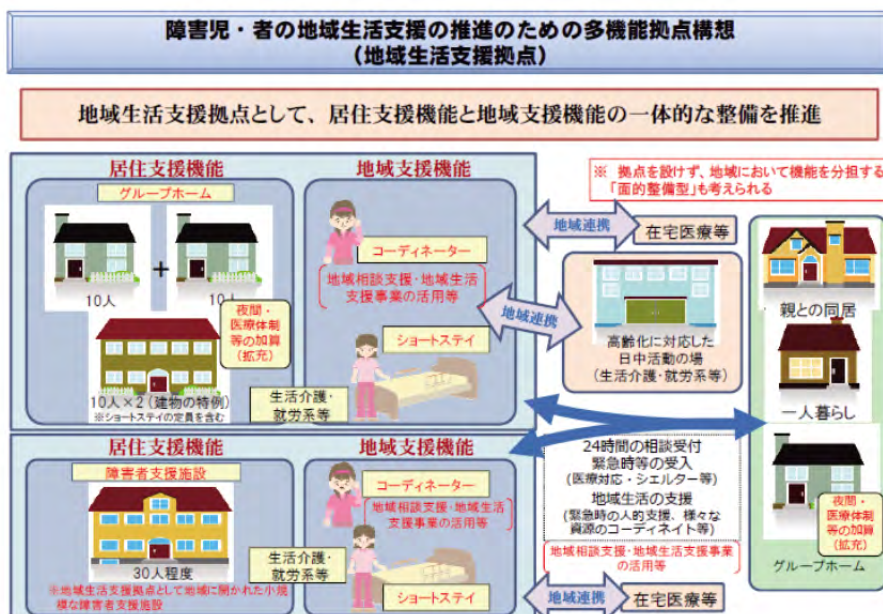 障害児・者の地域生活支援の推進のための多機能拠点構想
(地域生活支援拠点)
地域生活支援拠点として、居住支援機能と地域支援機能の一体的な整備を推進
居住支援機能
グループホーム
10人
+
10人
夜間・
医療体制
等の加算
(拡充)
10人×2 (建物の特例)
※ショートステイの定員を含む
地域支援機能
コーディネーター
地域相談支援・地域生活
支援事業の活用等
ショートステイ
生活介護・
就労系等
居住支援機能
障害者支援施設
30人程度
※地域生活支援拠点として地域に開かれた小規
模な障害者支援施設
地域支援機能
コーディネーター
地域相談支援・地域生活
支援事業の活用等
ショートステイ
生活介護・
就労系等
※ 拠点を設けず、地域において機能を分担する
「面的整備型」も考えられる
地域連携
在宅医療等
地域連携
高齢化に対応した
日中活動の場
(生活介護・就労系等)
24時間の相談受付
緊急時等の受入
(医療対応・シェルター等)
地域生活の支援
(緊急時の人的支援、様々な
資源のコーディネイト等)
地域相談支援・地域生活支援事業
の活用等
地域連携
在宅医療等
親との同居
一人暮らし
夜間・
医療体制
等の加算
(拡充)
グループホーム